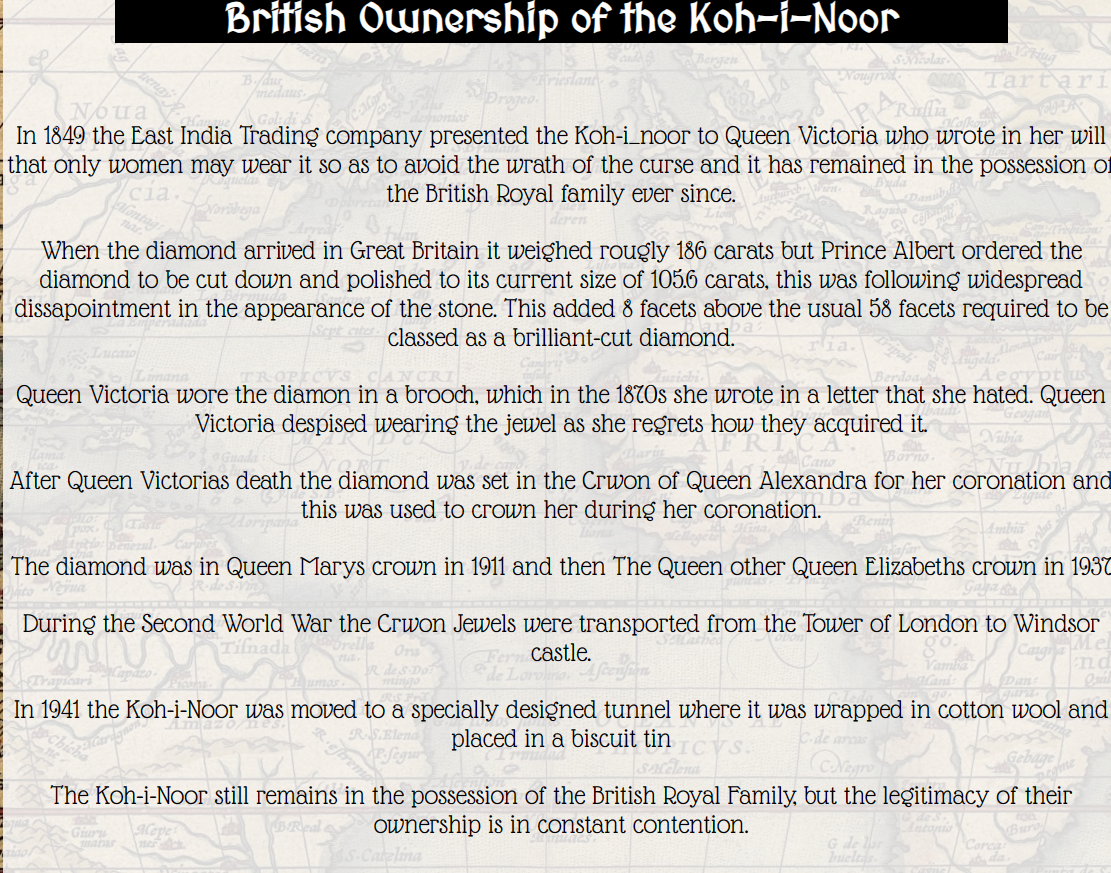 British Ownership of the Koh-i-Noor
In 1849 the East India Trading company presented the Koh-i_noor to Queen Victoria who wrote in her will
that only women may wear it so as to avoid the wrath of the curse and it has remained in the possession of
the British Royal family ever since.
When the diamond arrived in Great Britain it weighed rougly 186 carats but Prince Albert ordered the
diamond to be cut down and polished to its current size of 105.6 carats, this was following widespread
dissapointment in the appearance of the stone. This added 8 facets above the usual 58 facets required to be
classed as a brilliant-cut diamond.
Queen Victoria wore the diamon in a brooch, which in the 1870s she wrote in a letter that she hated. Queen
Victoria despised wearing the jewel as she regrets how they acquired it.
After Queen Victorias death the diamond was set in the Crwon of Queen Alexandra for her coronation and
this was used to crown her during her coronation.
The diamond was in Queen Marys crown in 1911 and then The Queen other Queen Elizabeths crown in 1937
During the Second World War the Crwon Jewels were transported from the Tower of London to Windsor
castle.
In 1941 the Koh-i-Noor was moved to a specially designed tunnel where it was wrapped in cotton wool and
placed in a biscuit tin
The Koh-i-Noor still remains in the possession of the British Royal Family, but the legitimacy of their
ownership is in constant contention.